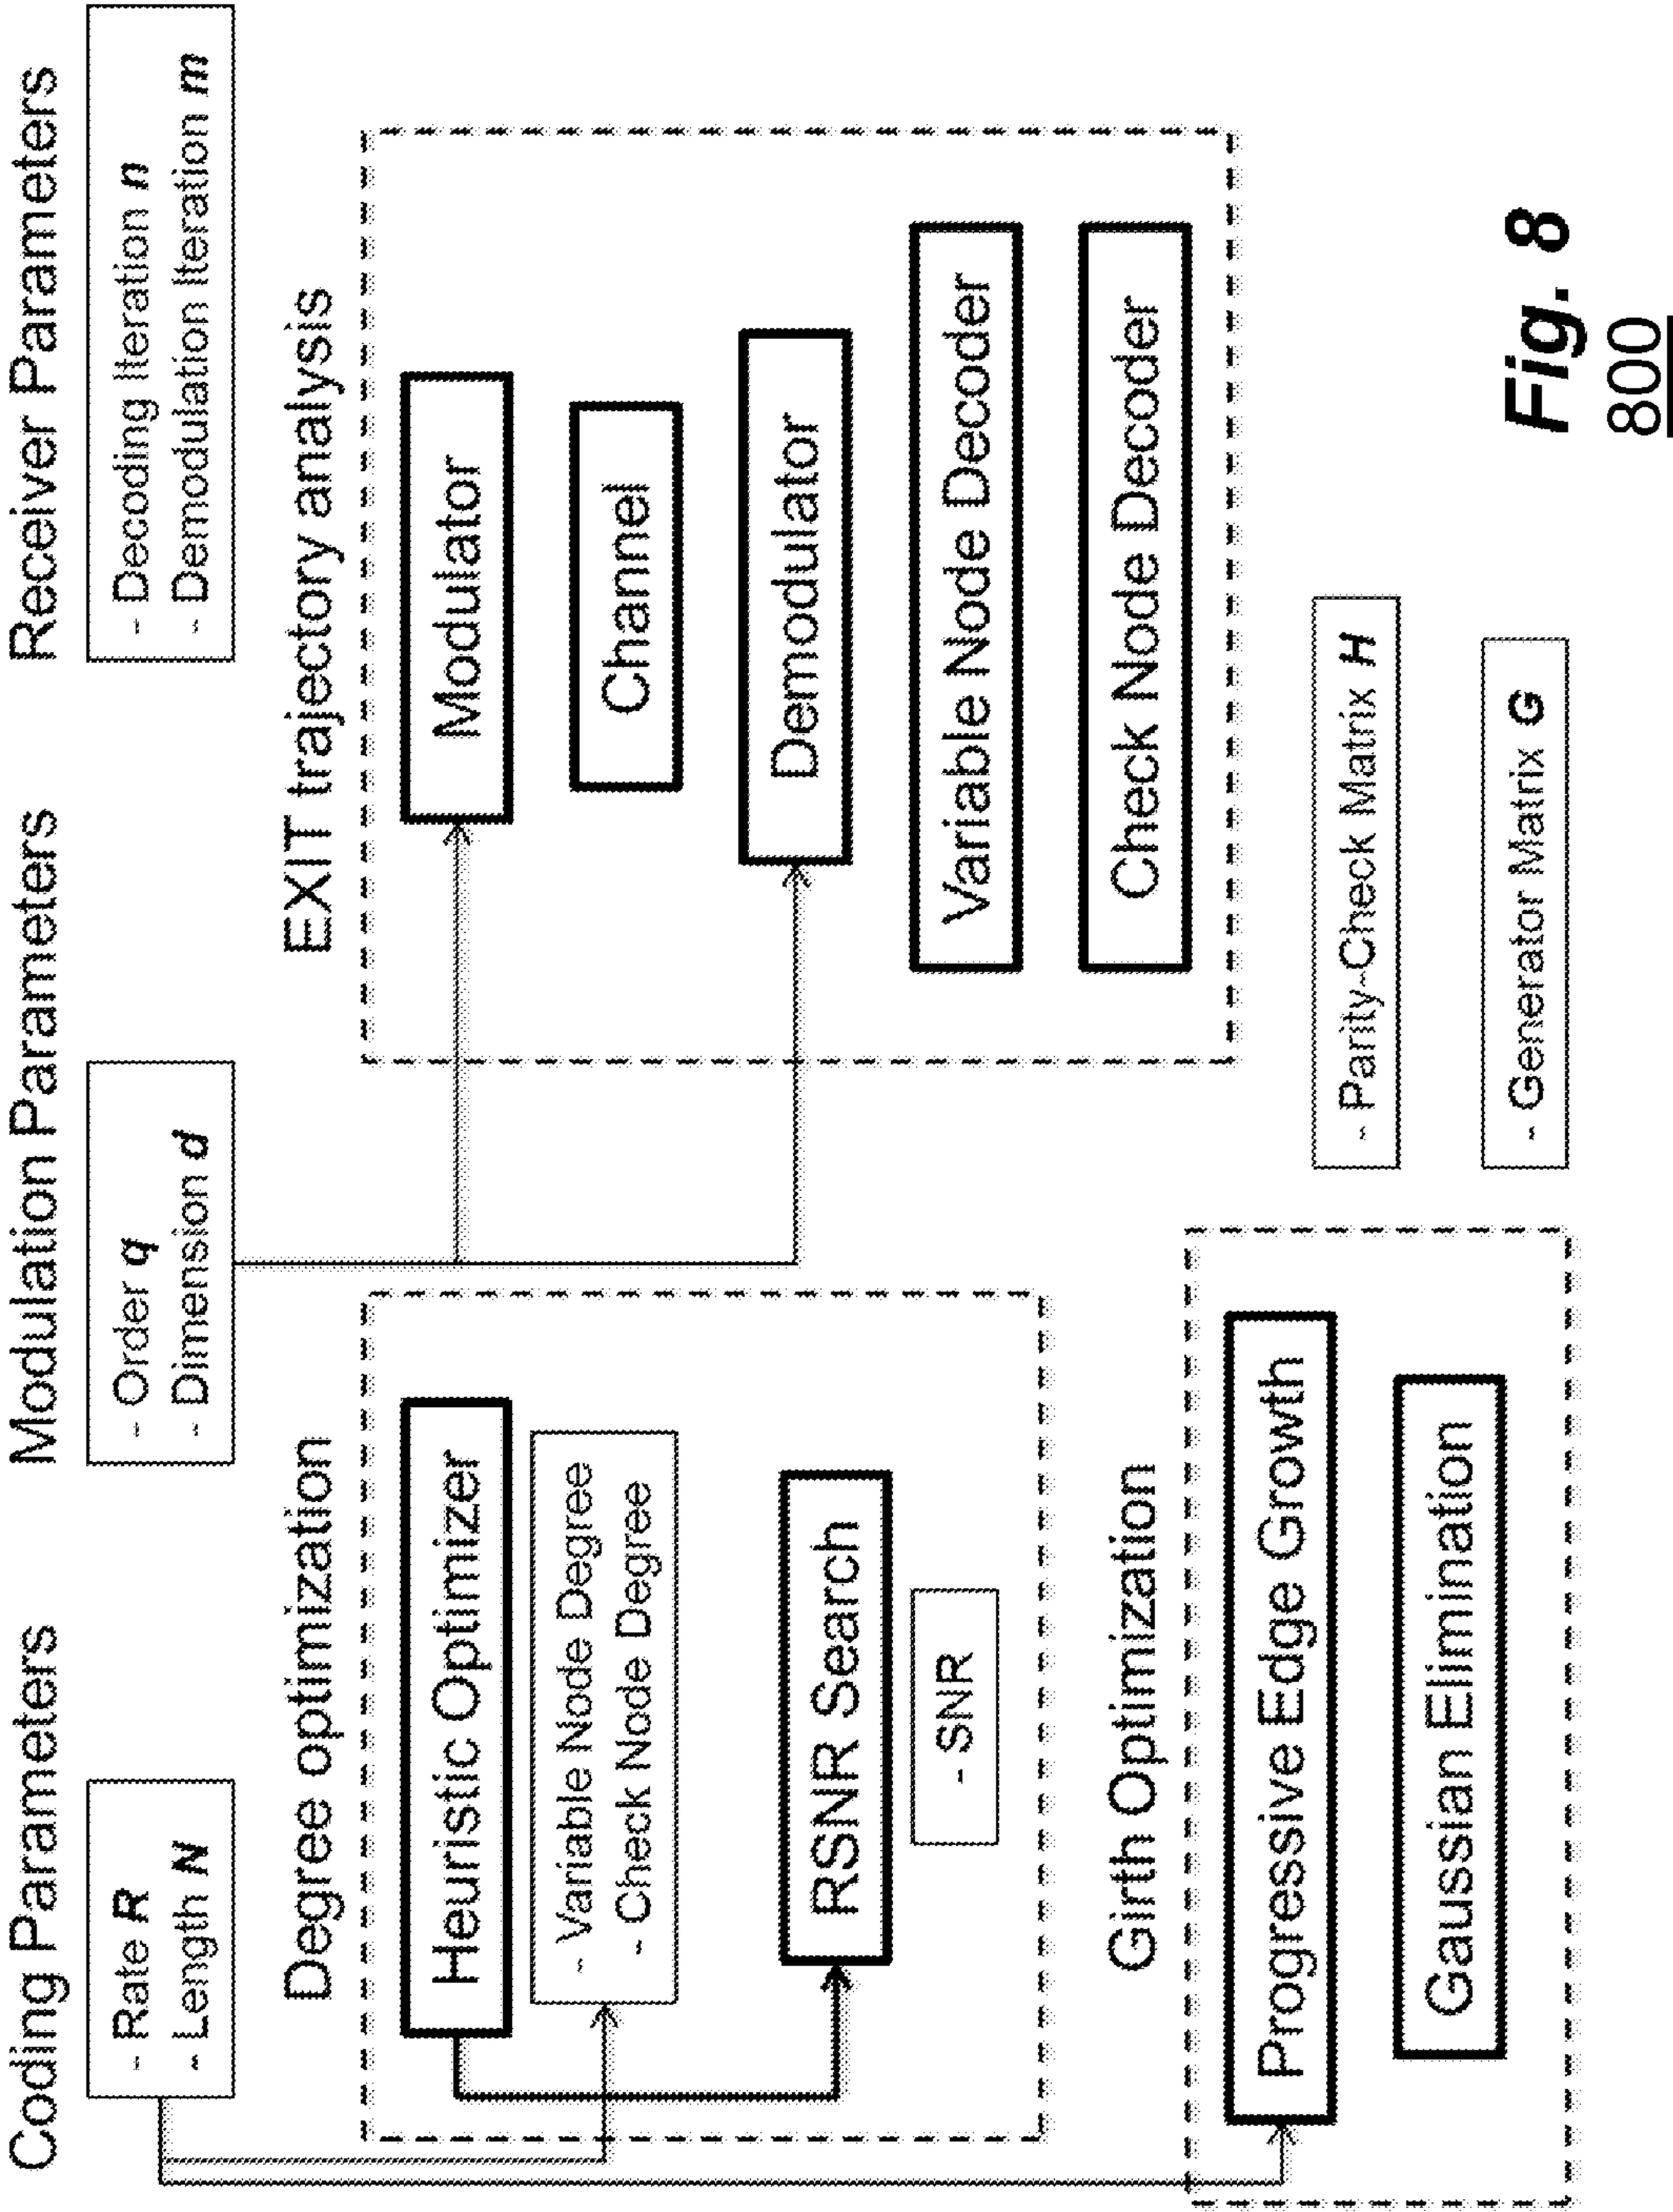 Coding Parameters
- Rate R
- Length N
Modulation Parameters
- Order q
- Dimension d
Receiver Parameters
- Decoding Iteration n
- Demodulation Iteration m
Degree optimization
Heuristic Optimizer
- Variable Node Degree
- Check Node Degree
RSNR Search
- SNR
EXIT trajectory analysis
Modulator
Channel
Demodulator
Variable Node Decoder
Check Node Decoder
Girth Optimization
Progressive Edge Growth
Gaussian Elimination
- Parity-Check Matrix H
- Generator Matrix G
Fig. 8
800